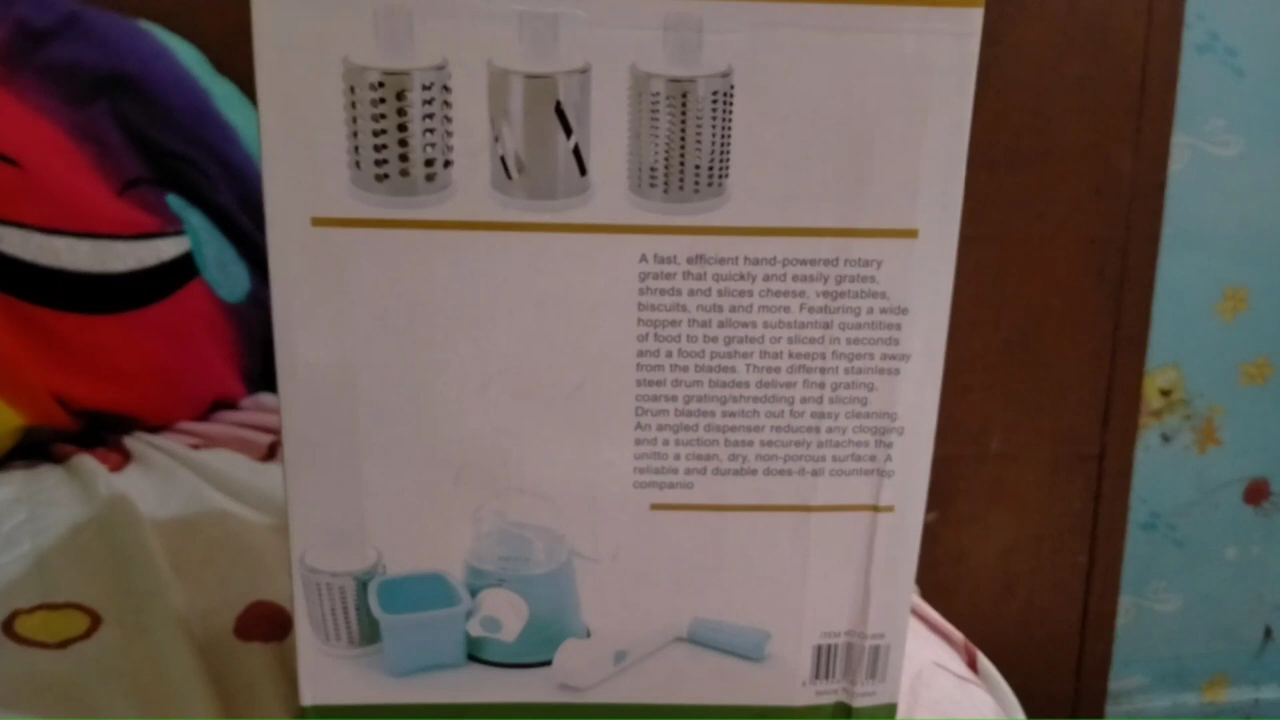 A fast, efficient hand-powered rotary
grater that quickly and easily grates,
shreds and slices cheese, vegetables,
biscuits, nuts and more. Featuring a wide
hopper that allows substantial quantities
of food to be grated or sliced in seconds
and a food pusher that keeps fingers away
from the blades. Three different stainless
steel drum blades deliver fine grating,
coarse grating/shredding and slicing.
Drum blades switch out for easy cleaning.
An angled dispenser reduces any clogging
and a suction base securely attaches the
unitto a clean, dry, non-porous surface. A
reliable and durable does-it-all countertop
companio
ITEM
MADE